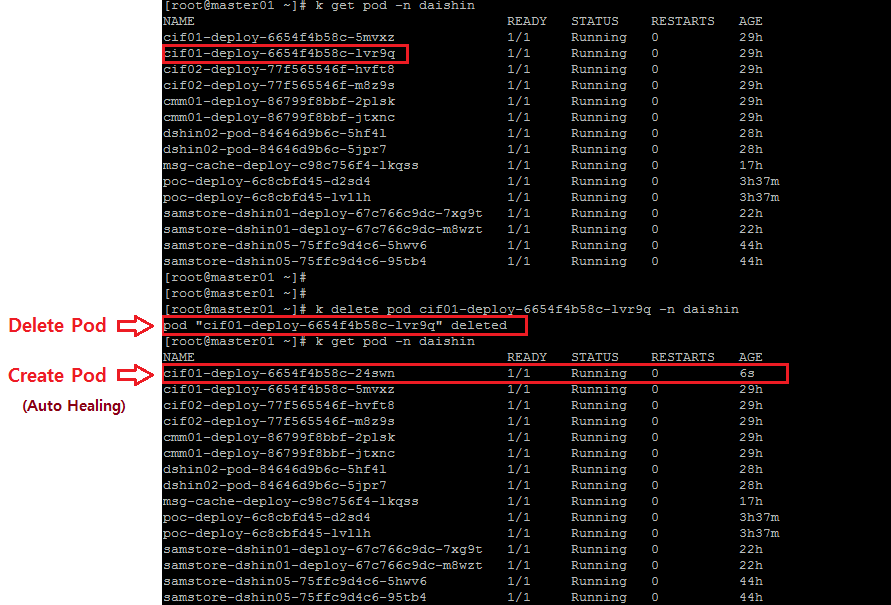 [root@master01 ~]# k get pod -n daishin
NAME READY STATUS RESTARTS AGE
cif01-deploy-6654f4b58c-5mvxz 1/1 Running 0 29h
cif01-deploy-6654f4b58c-lvr9q 1/1 Running 0 29h
cif02-deploy-77f565546f-hvft8 1/1 Running 0 29h
cif02-deploy-77f565546f-m8z9s 1/1 Running 0 29h
cmm01-deploy-86799f8bbf-2plsk 1/1 Running 0 29h
cmm01-deploy-86799f8bbf-jtxnc 1/1 Running 0 29h
dshin02-pod-84646d9b6c-5hf4l 1/1 Running 0 28h
dshin02-pod-84646d9b6c-5jpr7 1/1 Running 0 28h
msg-cache-deploy-c98c756f4-lkqss 1/1 Running 0 17h
poc-deploy-6c8cbfd45-d2sd4 1/1 Running 0 3h37m
poc-deploy-6c8cbfd45-lvllh 1/1 Running 0 3h37m
samstore-dshin01-deploy-67c766c9dc-7xg9t 1/1 Running 0 22h
samstore-dshin01-deploy-67c766c9dc-m8wzt 1/1 Running 0 22h
samstore-dshin05-75ffc9d4c6-5hwv6 1/1 Running 0 44h
samstore-dshin05-75ffc9d4c6-95tb4 1/1 Running 0 44h
[root@master01 ~]#
[root@master01 ~]#
[root@master01 ~]# k delete pod cif01-deploy-6654f4b58c-lvr9q -n daishin
Delete Pod
pod "cif01-deploy-6654f4b58c-lvr9q" deleted
[root@master01 ~]# k get pod -n daishin
NAME READY STATUS RESTARTS AGE
Create Pod
cif01-deploy-6654f4b58c-24swn 1/1 Running 0 6s
cif01-deploy-6654f4b58c-5mvxz 1/1 Running 0 29h
(Auto Healing)
cif02-deploy-77f565546f-hvft8 1/1 Running 0 29h
cif02-deploy-77f565546f-m8z9s 1/1 Running 0 29h
cmm01-deploy-86799f8bbf-2plsk 1/1 Running 0 29h
cmm01-deploy-86799f8bbf-jtxnc 1/1 Running 0 29h
dshin02-pod-84646d9b6c-5hf4l 1/1 Running 0 28h
dshin02-pod-84646d9b6c-5jpr7 1/1 Running 0 28h
msg-cache-deploy-c98c756f4-lkqss 1/1 Running 0 17h
poc-deploy-6c8cbfd45-d2sd4 1/1 Running 0 3h37m
poc-deploy-6c8cbfd45-lvllh 1/1 Running 0 3h37m
samstore-dshin01-deploy-67c766c9dc-7xg9t 1/1 Running 0 22h
samstore-dshin01-deploy-67c766c9dc-m8wzt 1/1 Running 0 22h
samstore-dshin05-75ffc9d4c6-5hwv6 1/1 Running 0 44h
samstore-dshin05-75ffc9d4c6-95tb4 1/1 Running 0 44h